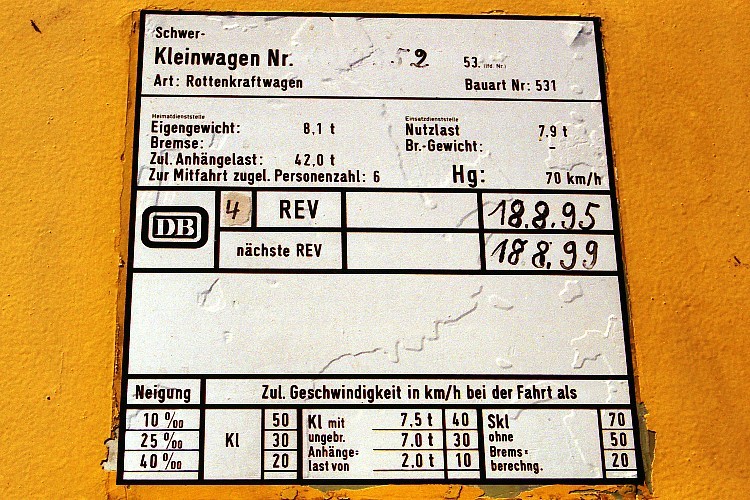 Schwer-
Kleinwagen Nr. 52 53. (lfd. Nr.)
Art: Rottenkraftwagen Bauart Nr: 531
Heimatdienststelle Einsatzdienststelle
Eigengewicht: 8.1 t Nutzlast 7,9 t
Bremse: Br.-Gewicht: –
Zul. Anhängelast: 42,0 t
Zur Mitfahrt zugel. Personenzahl: 6 Hg: 70 km/h
DB 4 REV 18.8.95
nächste REV 18.8.99
Neigung Zul. Geschwindigkeit in km/h bei der Fahrt als
10 ‰ 50 Kl mit 7,5 t 40 Skl 70
25 ‰ Kl 30 ungebr. 7.0 t 30 ohne 50
Anhänge- Brems-
40 ‰ 20 last von 2,0 t 10 berechng. 20